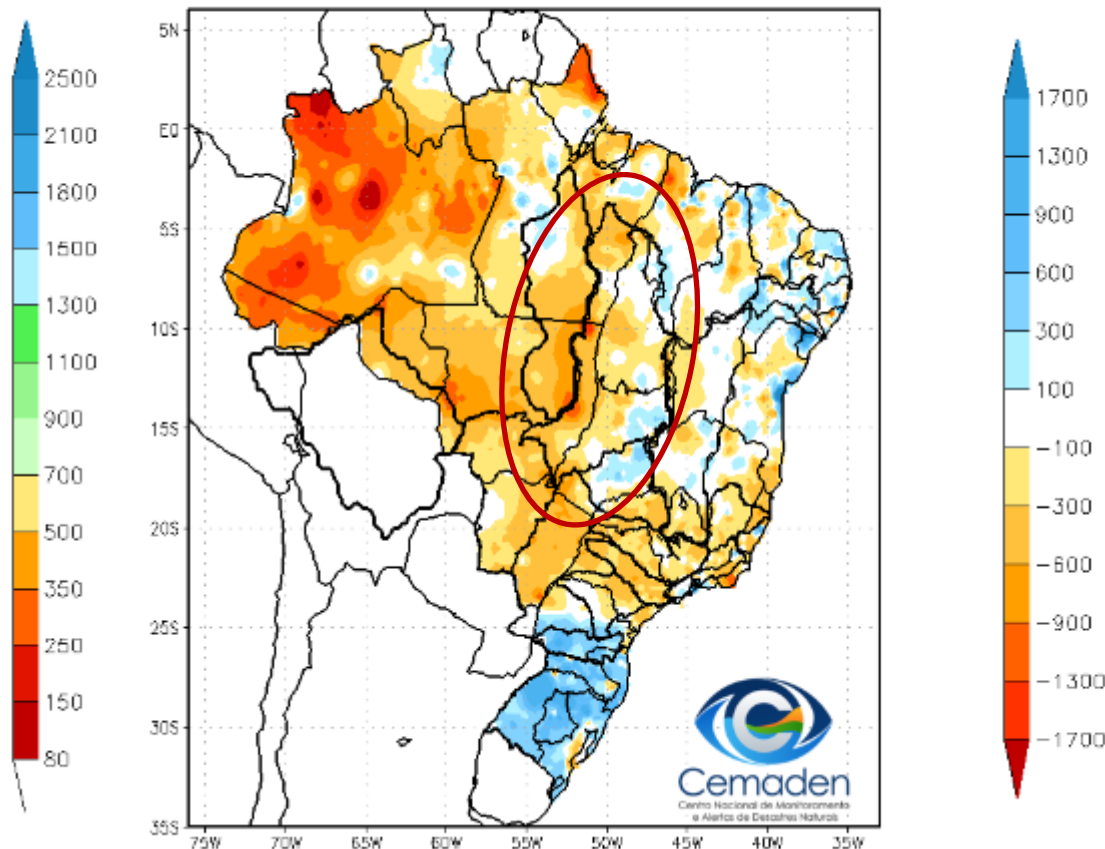 2500
2100
1800
1500
1300
1100
900
700
500
350
250
150
80
5N
EQ
5S
10S
15S
20S
25S
30S
35S
75W
70W
65W
60W
55W
50W
45W
40W
35W
Cemaden
Centro Nacional de Monitoramento
e Alertas de Desastres Naturais
1700
1300
900
600
300
100
-100
-300
-600
-900
-1300
-1700